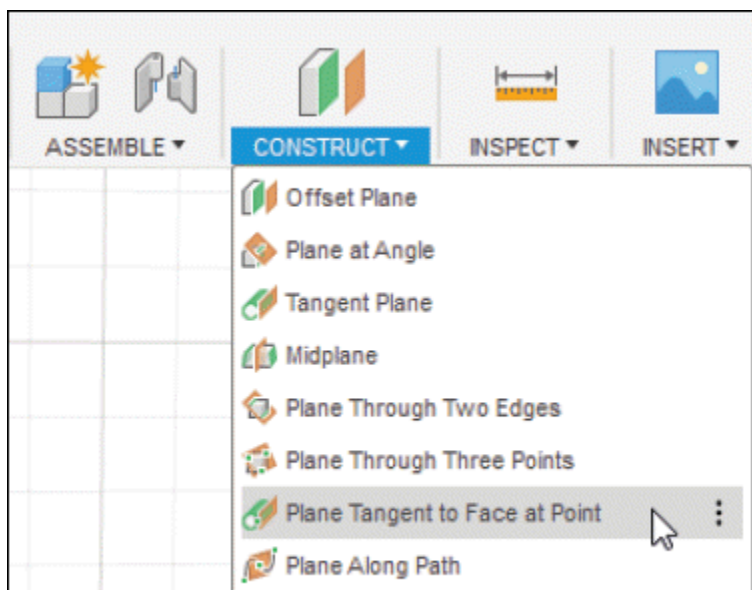 ASSEMBLE CONSTRUCT INSPECT INSERT
Offset Plane
Plane at Angle
Tangent Plane
Midplane
Plane Through Two Edges
Plane Through Three Points
Plane Tangent to Face at Point
Plane Along Path